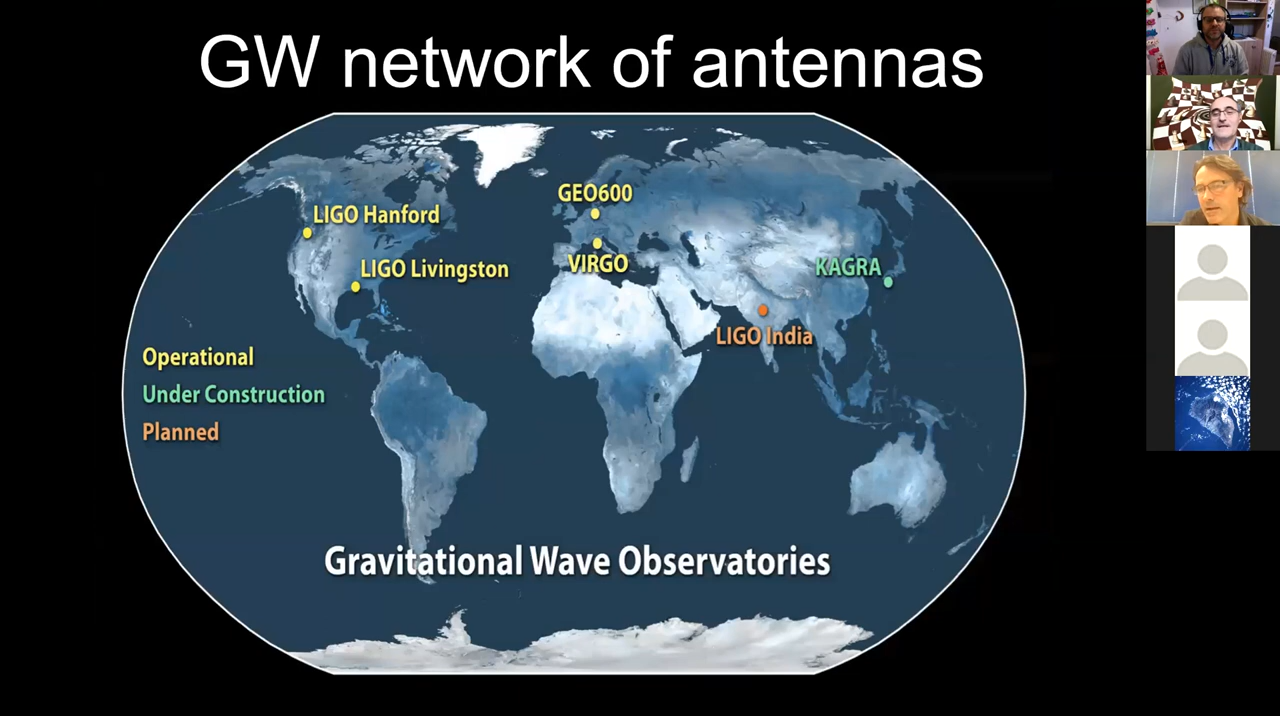 GW network of antennas
GEO600
LIGO Hanford
VIRGO
LIGO Livingston
KAGRA
LIGO India
Operational
Under Construction
Planned
Gravitational Wave Observatories